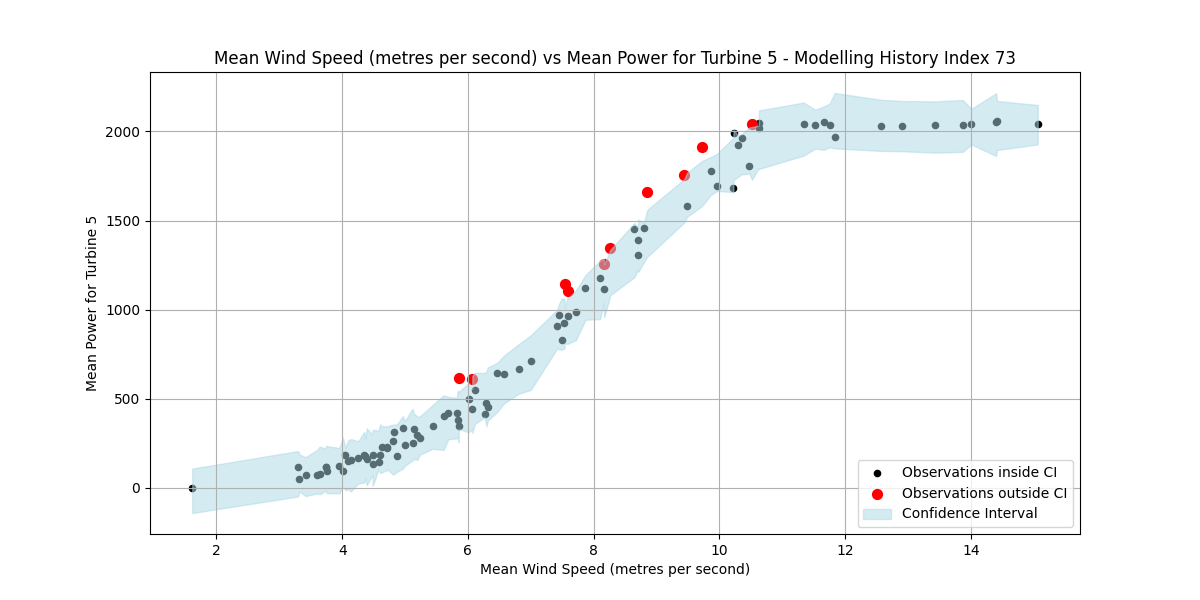 Mean Wind Speed (metres per second) vs Mean Power for Turbine 5 - Modelling History Index 73
Mean Power for Turbine 5
2000
1500
1000
500
0
Observations inside CI
Observations outside CI
Confidence Interval
2 4 6 8 10 12 14
Mean Wind Speed (metres per second)